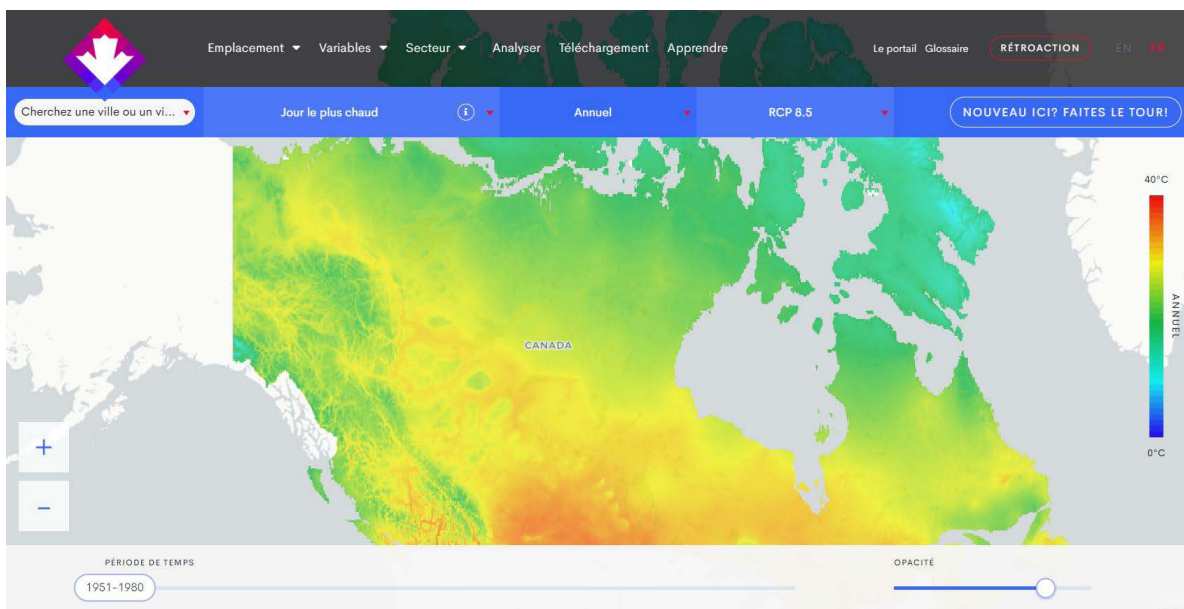 Emplacement Variables Secteur Analyser Téléchargement Apprendre Le portail Glossaire RÉTROACTION EN FR
Cherchez une ville ou un vi... Jour le plus chaud i Annuel RCP 8.5 NOUVEAU ICI? FAITES LE TOUR!
40°C
ANNUEL
CANADA
+
0°C
−
PÉRIODE DE TEMPS OPACITÉ
1951-1980